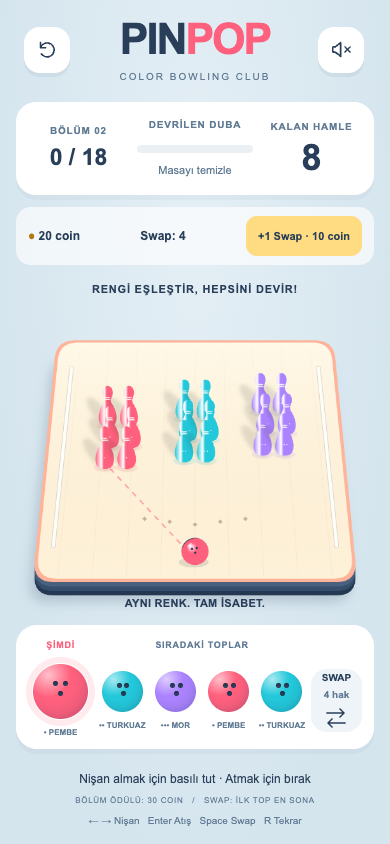 PINPOP
COLOR BOWLING CLUB
BÖLÜM 02
0 / 18
DEVRİLEN DUBA
Masayı temizle
KALAN HAMLE
8
20 coin
Swap: 4
+1 Swap · 10 coin
RENGİ EŞLEŞTİR, HEPSİNİ DEVİR!
AYNI RENK. TAM İSABET.
ŞİMDİ
SIRADAKİ TOPLAR
• PEMBE
•• TURKUAZ
••• MOR
• PEMBE
•• TURKUAZ
SWAP
4 hak
Nişan almak için basılı tut · Atmak için bırak
BÖLÜM ÖDÜLÜ: 30 COIN / SWAP: İLK TOP EN SONA
←→ Nişan Enter Atış Space Swap R Tekrar